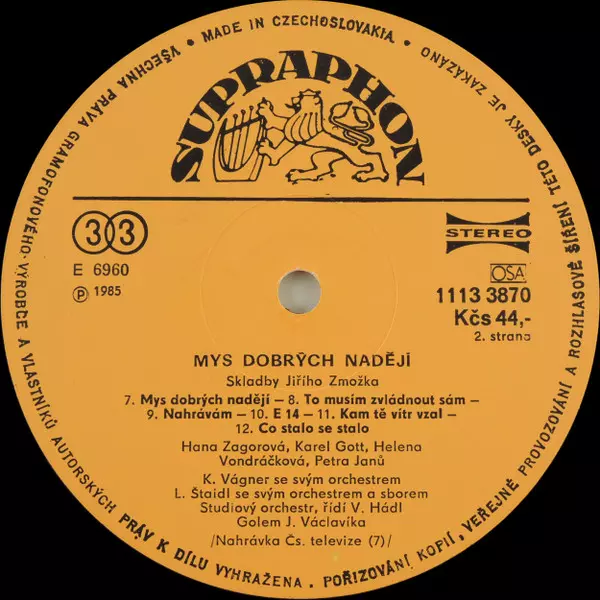 VŠECHNA PRÁVA GRAMOFONOVÉHO VÝROBCE A VLASTNÍKŮ AUTORSKÝCH PRÁV K DÍLU VYHRAŽENA . POŘIZOVÁNÍ KOPIÍ, VEŘEJNÉ PROVOZOVÁNÍ A ROZHLASOVÉ ŠÍŘENÍ TÉTO DESKY JE ZAKÁZÁNO
• MADE IN CZECHOSLOVAKIA •
SUPRAPHON
33
STEREO
E 6960
OSA
Ⓟ 1985
1113 3870
Kčs 44,-
2. strana
MYS DOBRÝCH NADĚJÍ
Skladby Jiřího Zmožka
7. Mys dobrých nadějí – 8. To musím zvládnout sám –
9. Nahrávám – 10. E 14 – 11. Kam tě vítr vzal –
12. Co stalo se stalo
Hana Zagorová, Karel Gott, Helena
Vondráčková, Petra Janů
K. Vágner se svým orchestrem
L. Štaidl se svým orchestrem a sborem
Studiový orchestr, řídí V. Hádl
Golem J. Václavíka
/Nahrávka Čs. televize (7)/